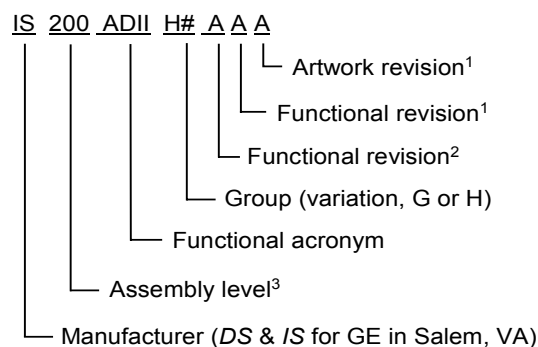 IS 200 ADII H# A A A
Artwork revision¹
Functional revision¹
Functional revision²
Group (variation, G or H)
Functional acronym
Assembly level³
Manufacturer (DS & IS for GE in Salem, VA)